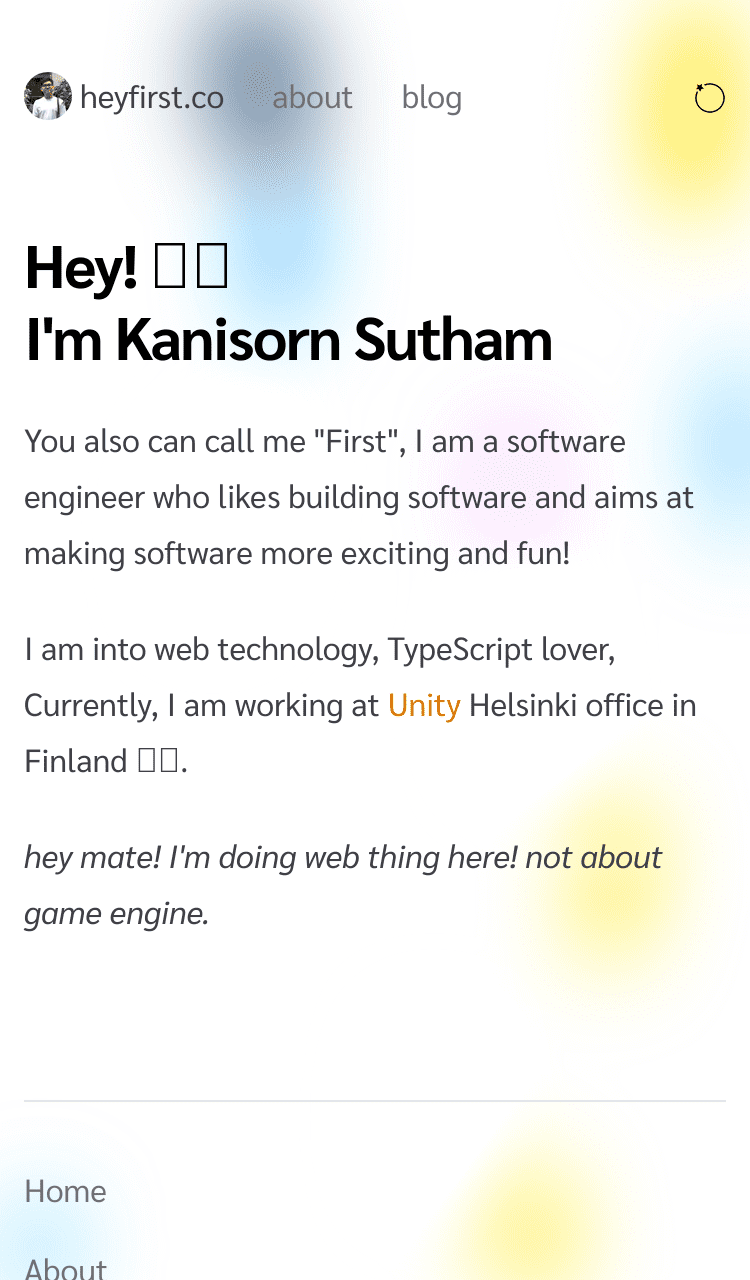 heyfirst.co about blog
Hey! 
I'm Kanisorn Sutham
You also can call me "First", I am a software
engineer who likes building software and aims at
making software more exciting and fun!
I am into web technology, TypeScript lover,
Currently, I am working at Unity Helsinki office in
Finland .
hey mate! I'm doing web thing here! not about
game engine.
Home
About